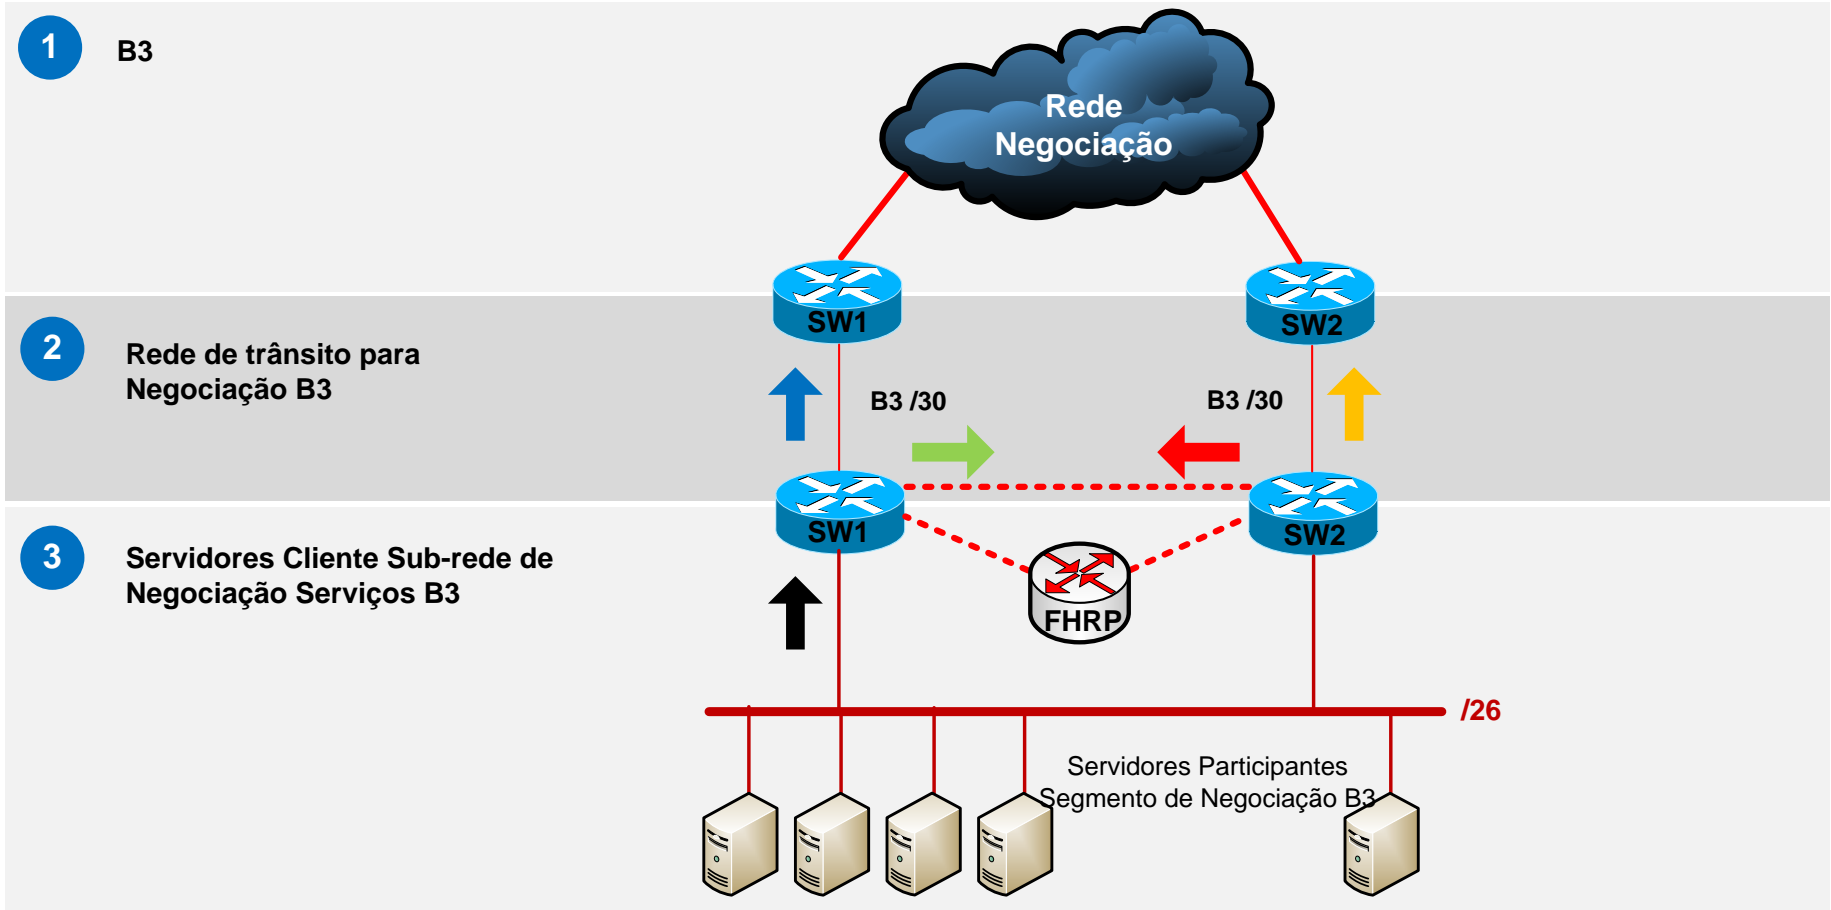 1
B3
Rede
Negociação
SW1
SW2
2
Rede de trânsito para
Negociação B3
B3 /30
B3 /30
SW1
SW2
3
Servidores Cliente Sub-rede de
Negociação Serviços B3
FHRP
/26
Servidores Participantes
Segmento de Negociação B3